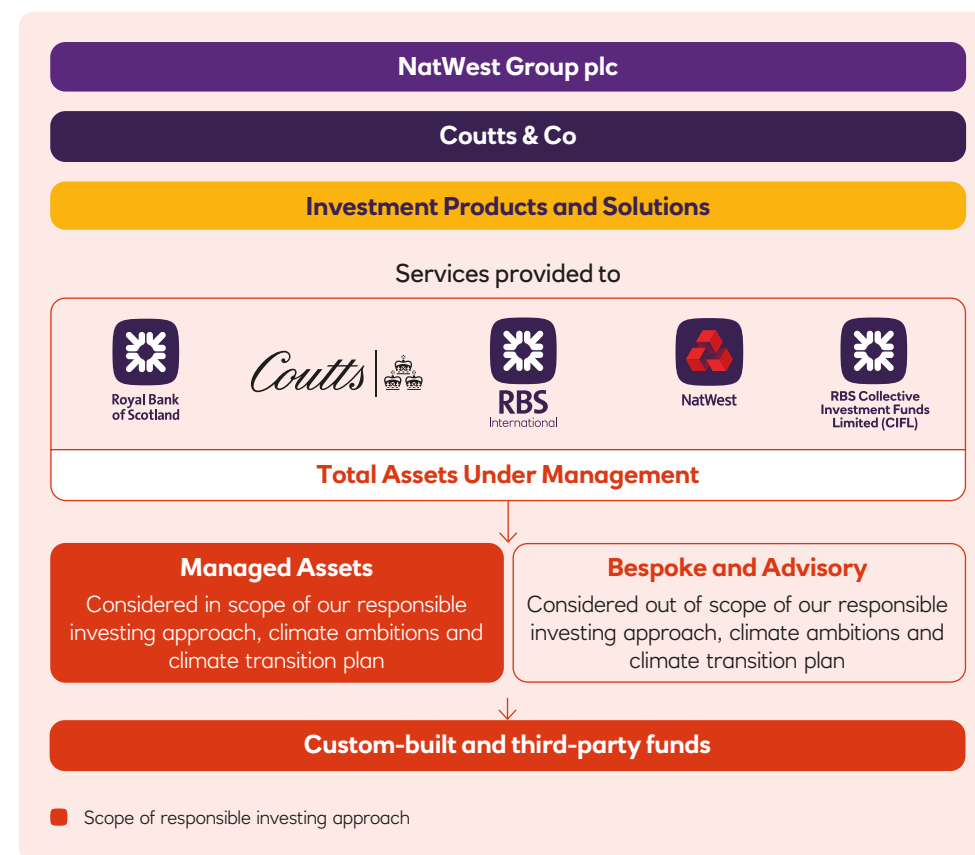 NatWest Group plc
Coutts & Co
Investment Products and Solutions
Services provided to
Royal Bank
of Scotland
Coutts
RBS
International
NatWest
RBS Collective
Investment Funds
Limited (CIFL)
Total Assets Under Management
Managed Assets
Considered in scope of our responsible
investing approach, climate ambitions and
climate transition plan
Bespoke and Advisory
Considered out of scope of our responsible
investing approach, climate ambitions and
climate transition plan
Custom-built and third-party funds
Scope of responsible investing approach